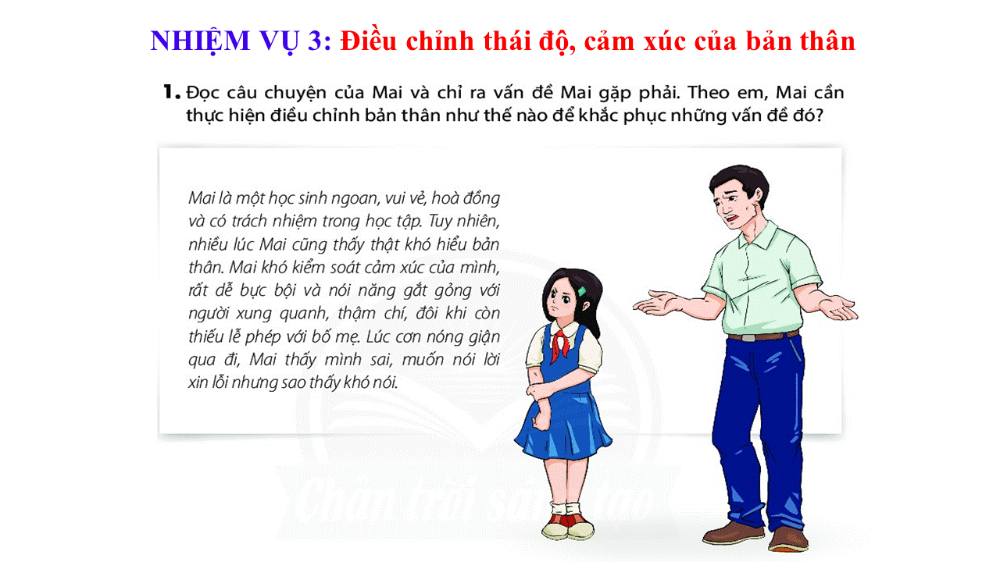 NHIỆM VỤ 3: Điều chỉnh thái độ, cảm xúc của bản thân
1. Đọc câu chuyện của Mai và chỉ ra vấn đề Mai gặp phải. Theo em, Mai cần
thực hiện điều chỉnh bản thân như thế nào để khắc phục những vấn đề đó?
Mai là một học sinh ngoan, vui vẻ, hoà đồng
và có trách nhiệm trong học tập. Tuy nhiên,
nhiều lúc Mai cũng thấy thật khó hiểu bản
thân. Mai khó kiểm soát cảm xúc của mình,
rất dễ bực bội và nói năng gắt gỏng với
người xung quanh, thậm chí, đôi khi còn
thiếu lễ phép với bố mẹ. Lúc cơn nóng giận
qua đi, Mai thấy mình sai, muốn nói lời
xin lỗi nhưng sao thấy khó nói.
Chân trời sáng tạo